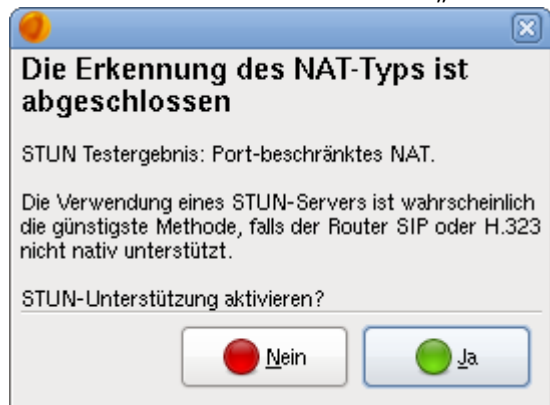 „
Die Erkennung des NAT-Typs ist
abgeschlossen
STUN Testergebnis: Port-beschränktes NAT.
Die Verwendung eines STUN-Servers ist wahrscheinlich
die günstigste Methode, falls der Router SIP oder H.323
nicht nativ unterstützt.
STUN-Unterstützung aktivieren?
Nein Ja